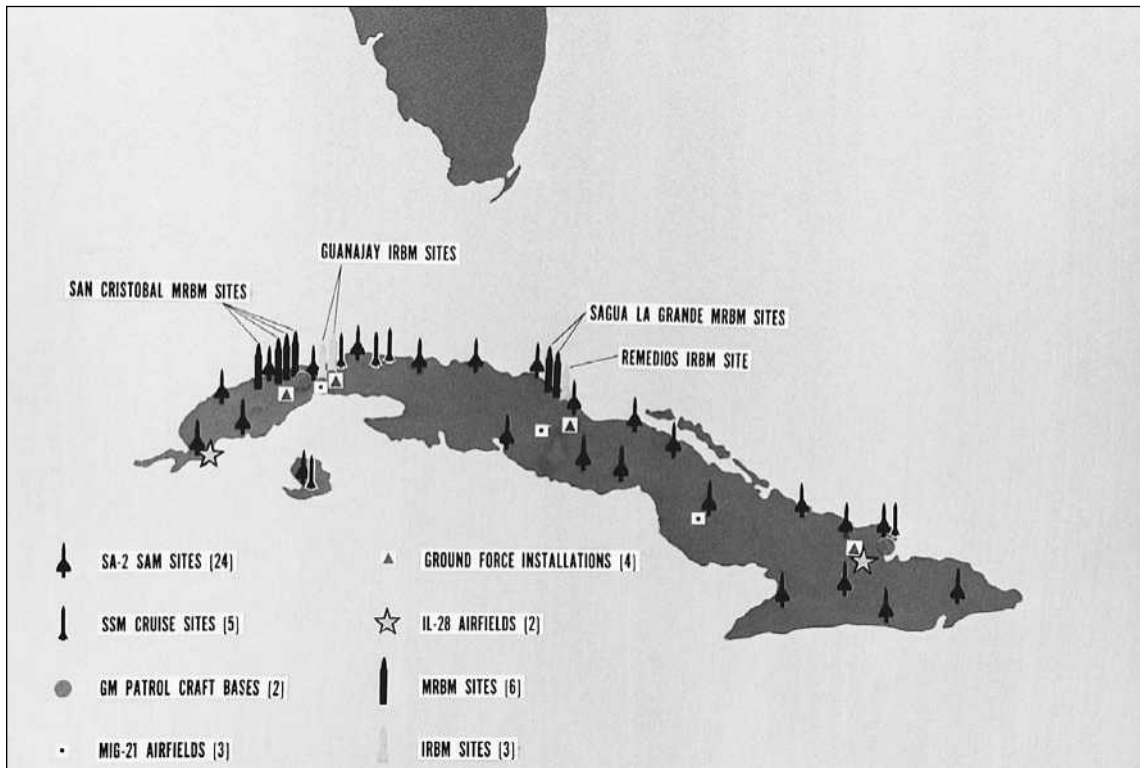 GUANAJAY IRBM SITES
SAN CRISTOBAL MRBM SITES
SAGUA LA GRANDE MRBM SITES
REMEDIOS IRBM SITE
SA-2 SAM SITES (24)
SSM CRUISE SITES (5)
GM PATROL CRAFT BASES (2)
MIG-21 AIRFIELDS (3)
GROUND FORCE INSTALLATIONS (4)
IL-28 AIRFIELDS (2)
MRBM SITES (6)
IRBM SITES (3)